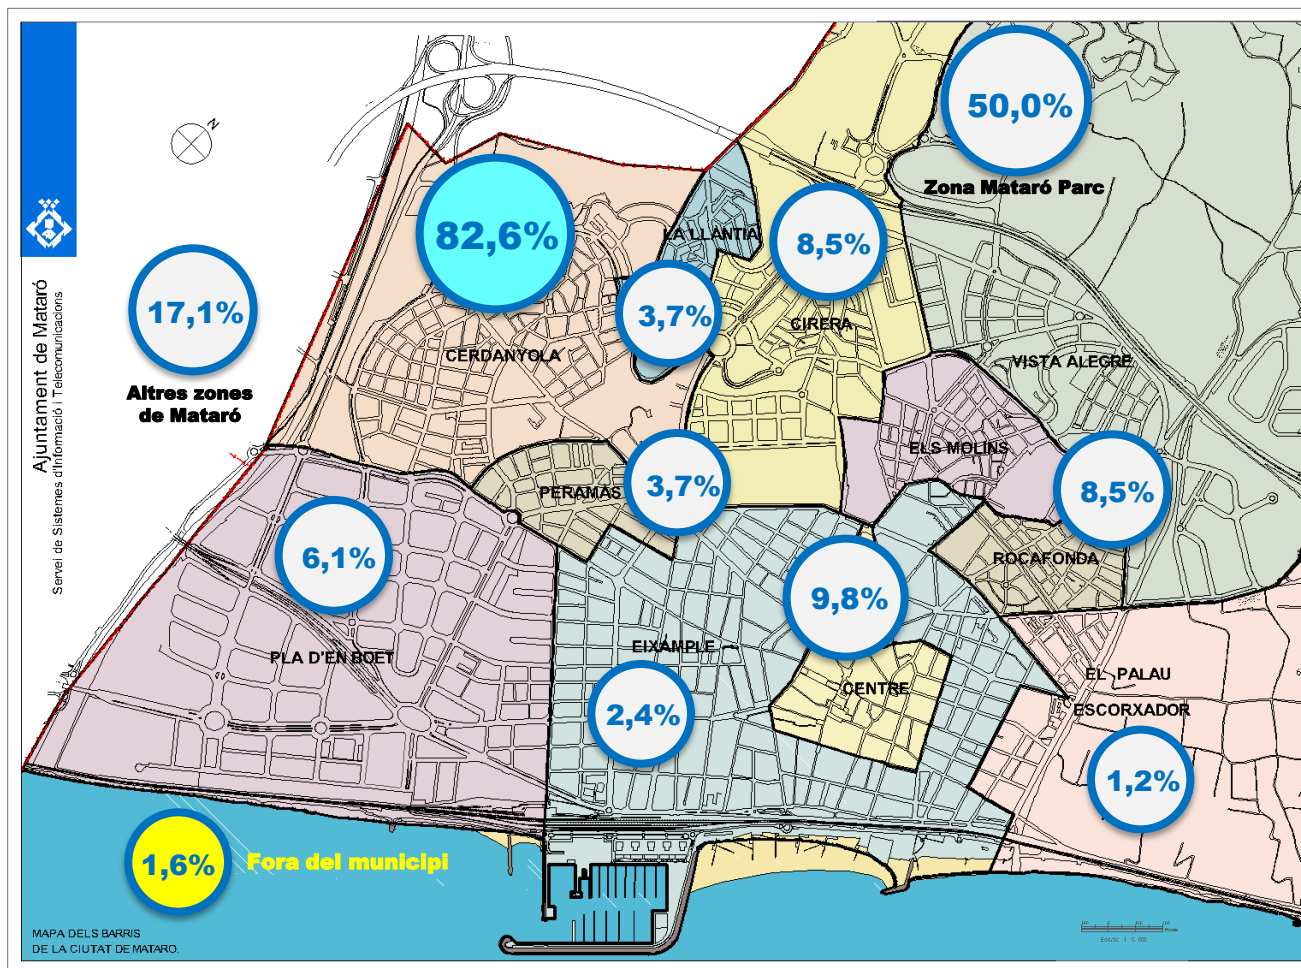 N
50,0%
Zona Mataró Parc
82,6%
LA LLANTIA
8,5%
17,1%
3,7%
CIRERA
CERDANYOLA
VISTA ALEGRE
Altres zones
de Mataró
Ajuntament de Mataró
Servei de Sistemes d'Informació i Telecomunicacions
ELS MOLINS
PERAMAS
3,7%
8,5%
6,1%
ROCAFONDA
9,8%
EIXAMPLE
PLA D'EN BOET
CENTRE
EL PALAU
ESCORXADOR
2,4%
1,2%
1,6%
Fora del municipi
MAPA DELS BARRIS
DE LA CIUTAT DE MATARO.